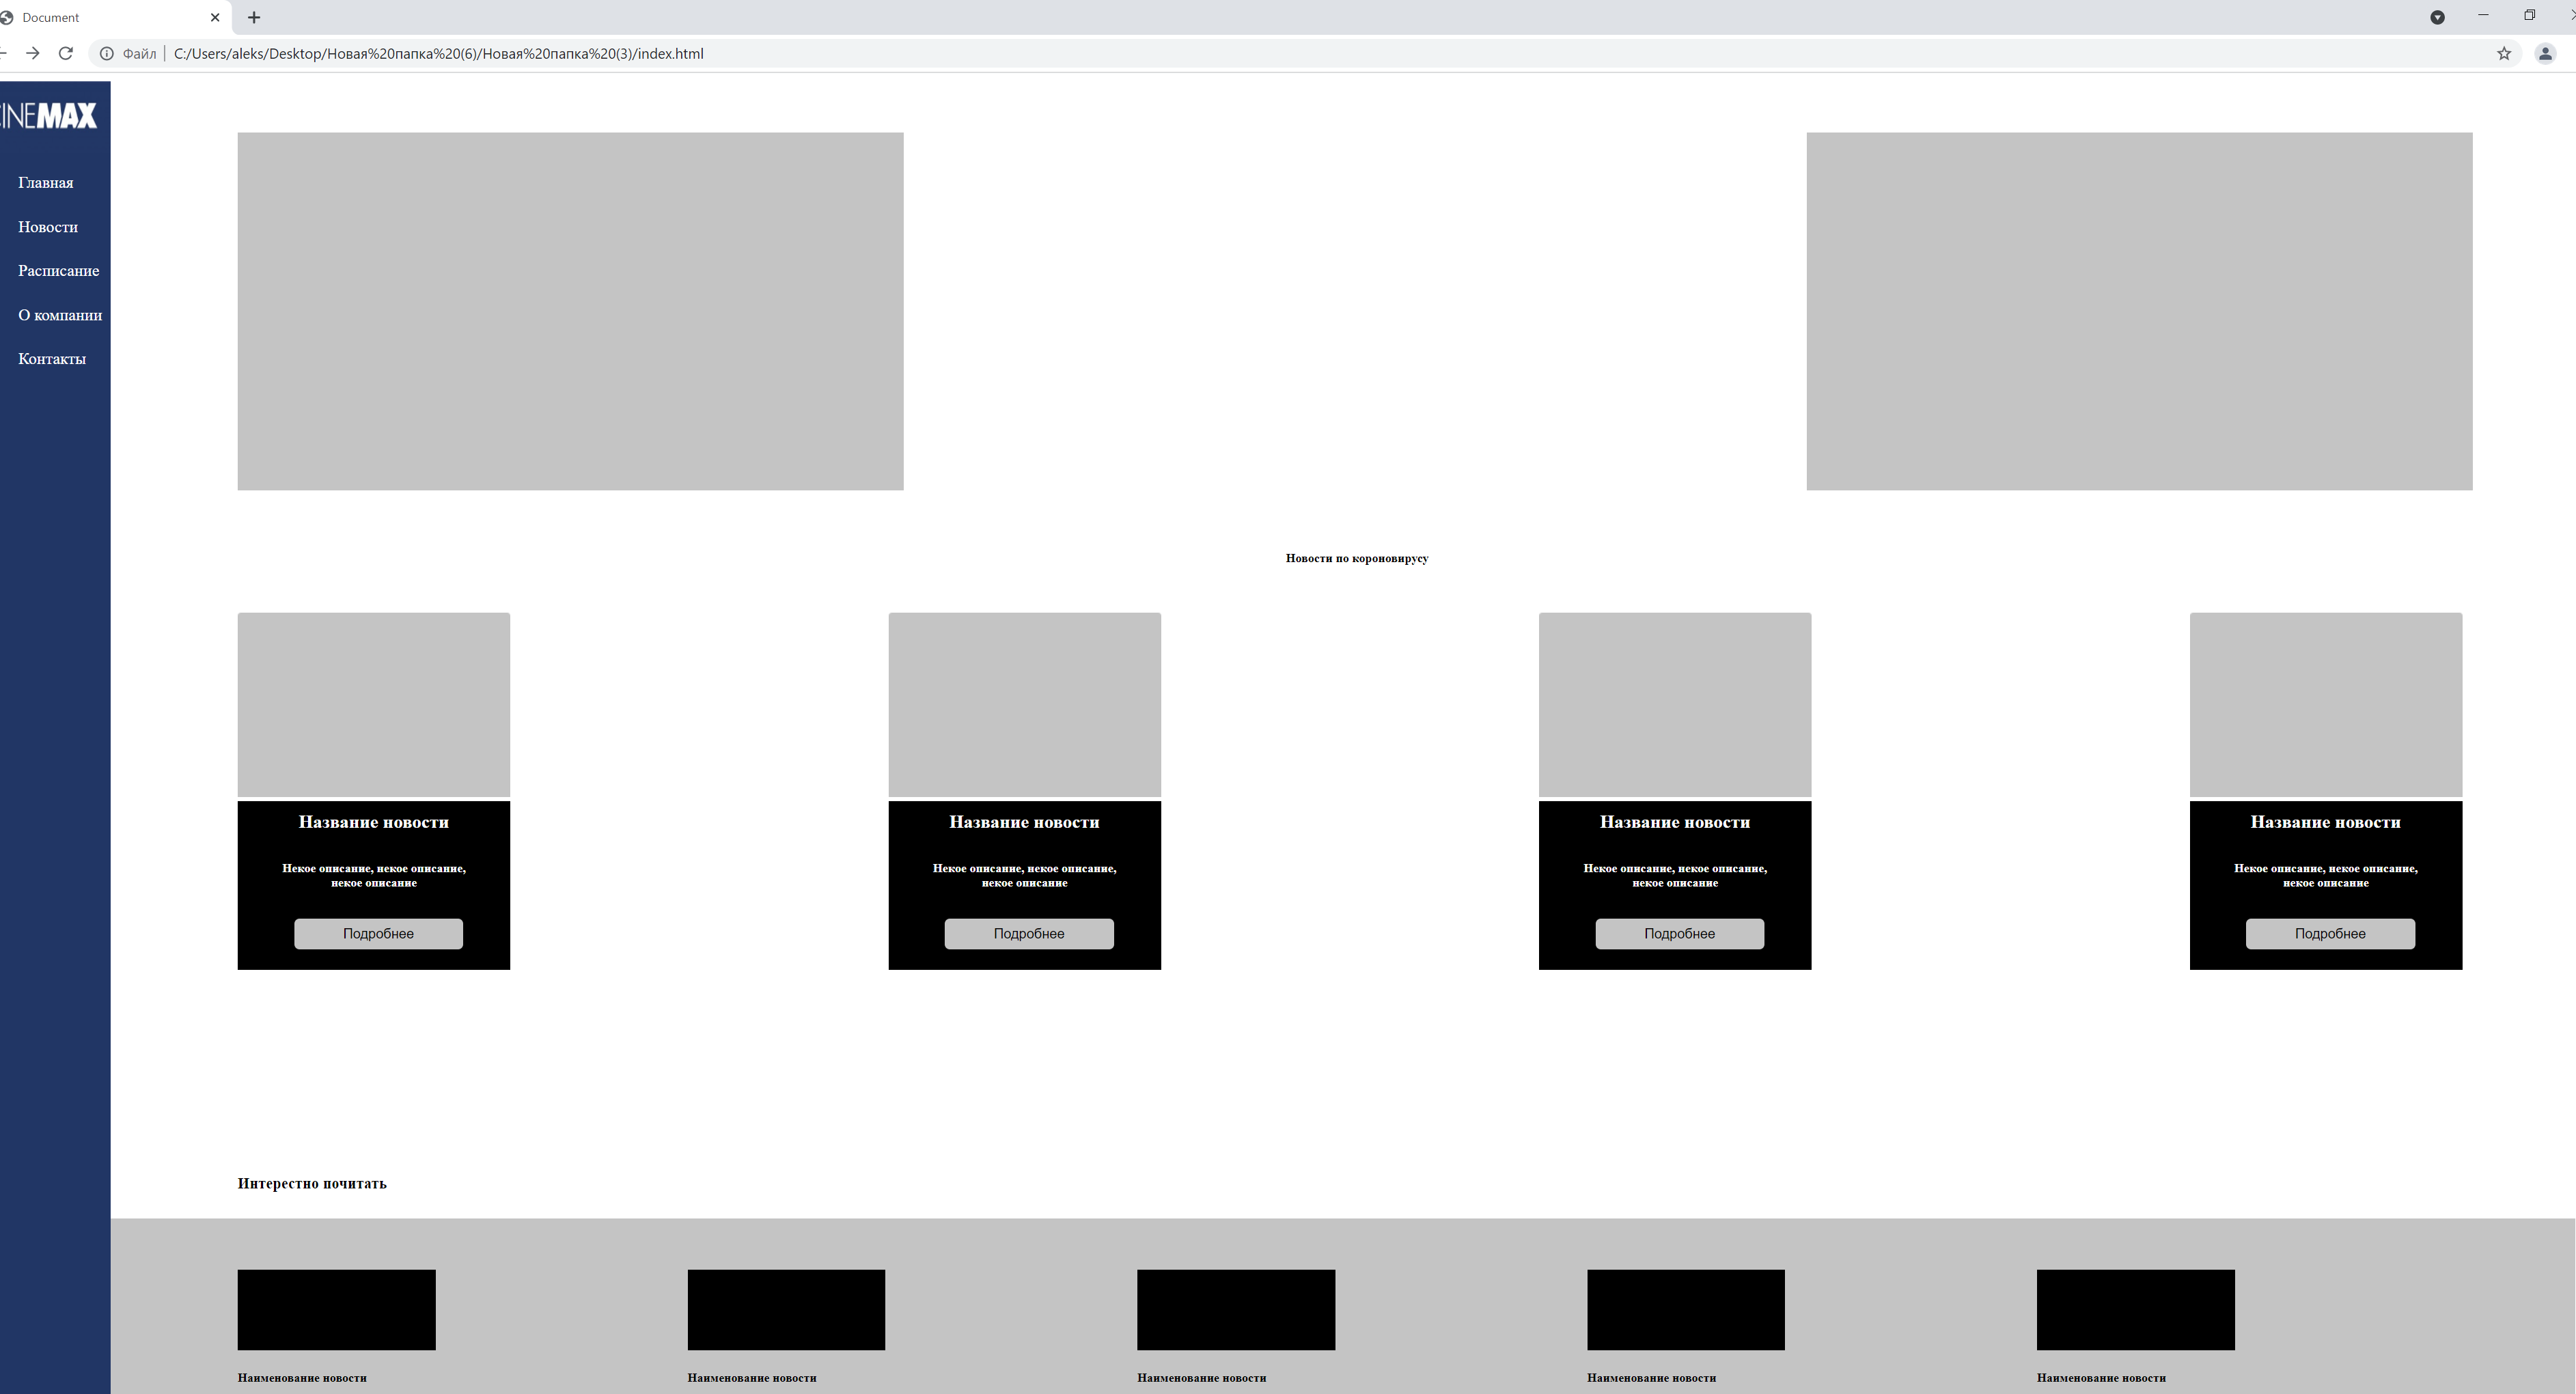 Document
Файл
C:/Users/aleks/Desktop/Новая%20папка%20(6)/Новая%20папка%20(3)/index.html
CINEMAX
Главная
Новости
Расписание
О компании
Контакты
Новости по короновирусу
Название новости
Некое описание, некое описание,
некое описание
Подробнее
Название новости
Некое описание, некое описание,
некое описание
Подробнее
Название новости
Некое описание, некое описание,
некое описание
Подробнее
Название новости
Некое описание, некое описание,
некое описание
Подробнее
Интерестно почитать
Наименование новости
Наименование новости
Наименование новости
Наименование новости
Наименование новости